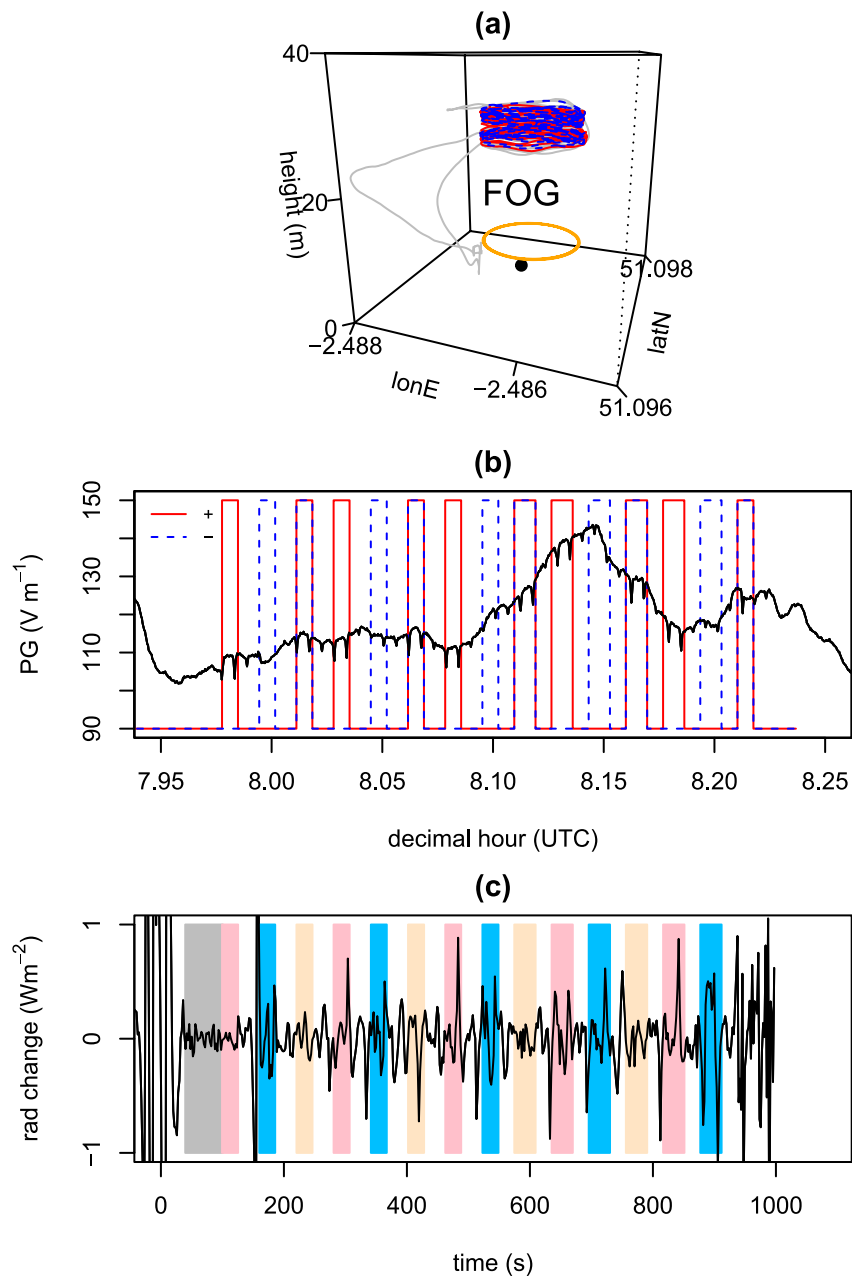 (a)
40
20
0
height (m)
FOG
51.098
latN
−2.488
−2.486
lonE
51.096
(b)
150
130
110
90
PG (V m⁻¹)
+
−
7.95
8.00
8.05
8.10
8.15
8.20
8.25
decimal hour (UTC)
(c)
1
0
−1
rad change (Wm⁻²)
0
200
400
600
800
1000
time (s)